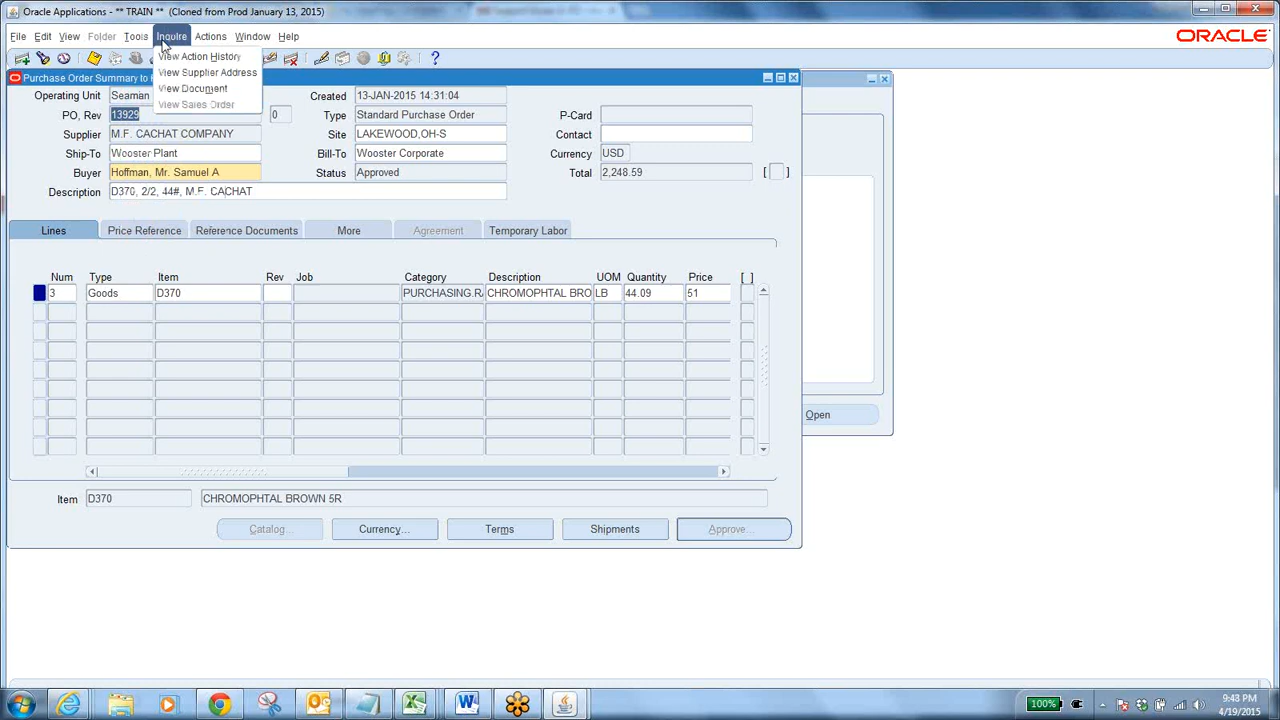 Oracle Applications - ** TRAIN ** (Cloned from Prod January 13, 2015)
File Edit View Folder Tools Inquire Actions Window Help ORACLE
View Action History
View Supplier Address
View Document
View Sales Order
Purchase Order Summary to
Operating Unit Seaman Created 13-JAN-2015 14:31:04
PO, Rev 13929 0 Type Standard Purchase Order P-Card
Supplier M.F. CACHAT COMPANY Site LAKEWOOD,OH-S Contact
Ship-To Wooster Plant Bill-To Wooster Corporate Currency USD
Buyer Hoffman, Mr. Samuel A Status Approved Total 2,248.59 [ ]
Description D370, 2/2, 44#, M.F. CACHAT
Lines Price Reference Reference Documents More Agreement Temporary Labor
Num Type Item Rev Job Category Description UOM Quantity Price [ ]
3 Goods D370 PURCHASING.RA CHROMOPHTAL BRO LB 44.09 51
Open
Item D370 CHROMOPHTAL BROWN 5R
Catalog... Currency... Terms Shipments Approve...
100% 9:48 PM
4/19/2015